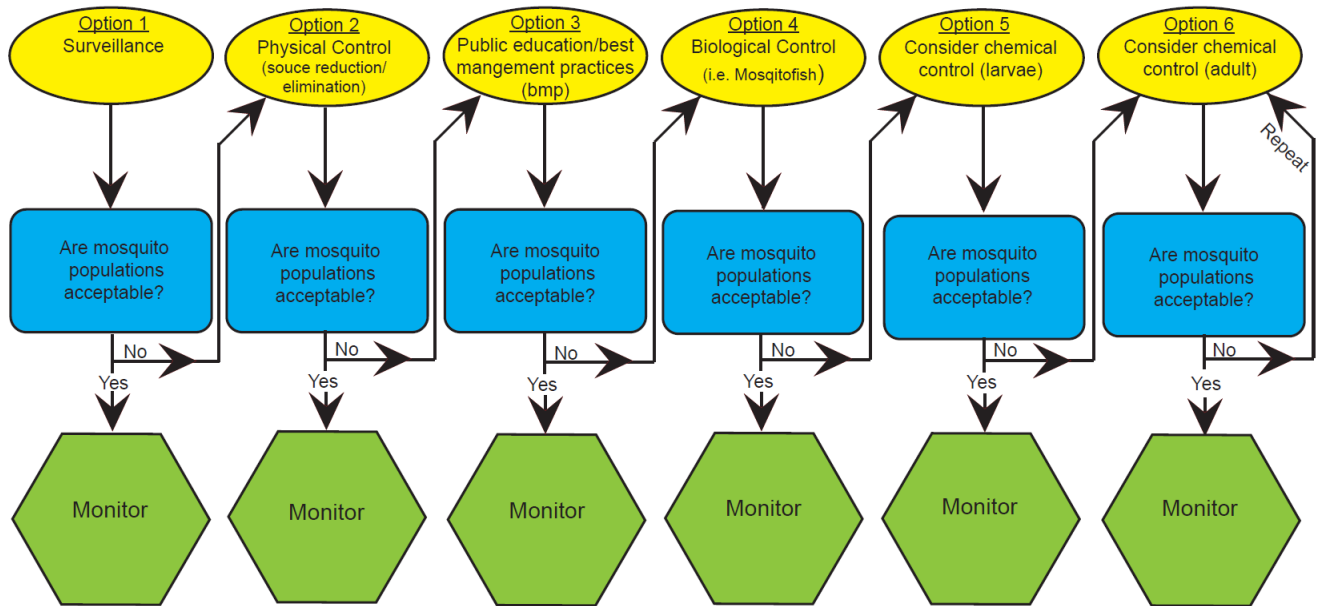 Option 1
Surveillance
Option 2
Physical Control
(souce reduction/
elimination)
Option 3
Public education/best
mangement practices
(bmp)
Option 4
Biological Control
(i.e. Mosqitofish)
Option 5
Consider chemical
control (larvae)
Option 6
Consider chemical
control (adult)
Repeat
Are mosquito
populations
acceptable?
Are mosquito
populations
acceptable?
Are mosquito
populations
acceptable?
Are mosquito
populations
acceptable?
Are mosquito
populations
acceptable?
Are mosquito
populations
acceptable?
No
No
No
No
No
No
Yes
Yes
Yes
Yes
Yes
Yes
Monitor
Monitor
Monitor
Monitor
Monitor
Monitor